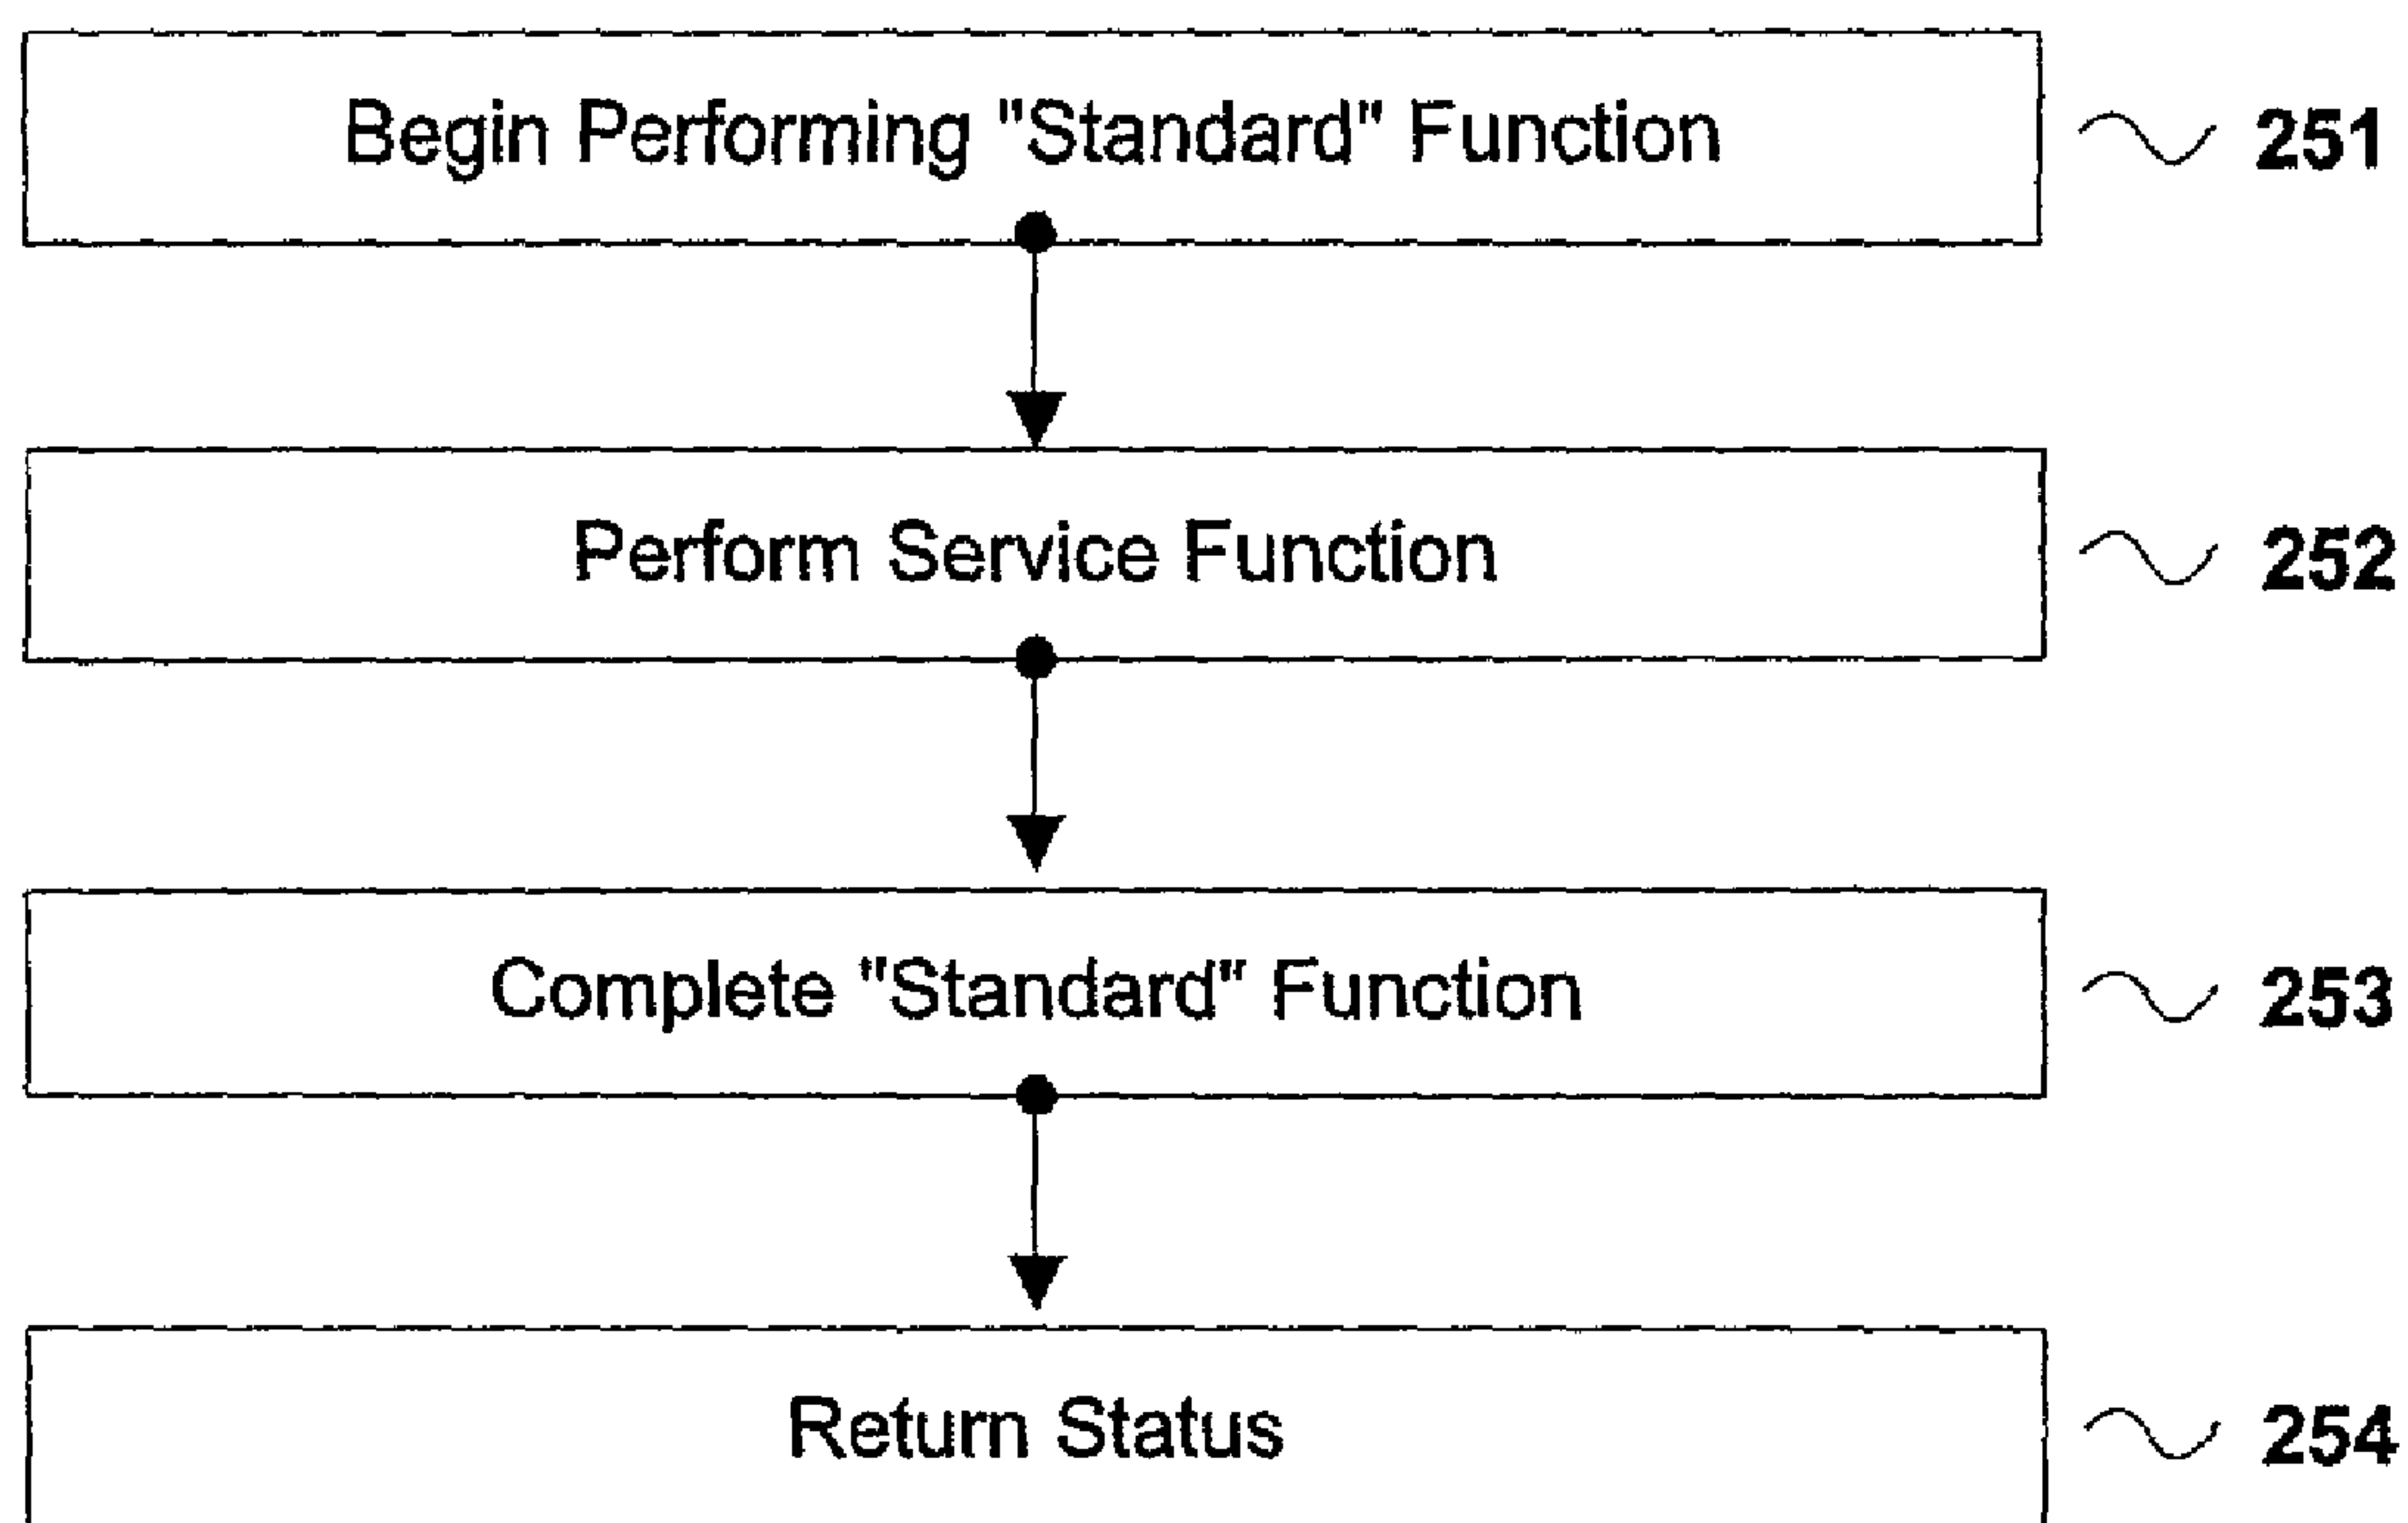 Begin Performing "Standard" Function 251
Perform Service Function 252
Complete "Standard" Function 253
Return Status 254